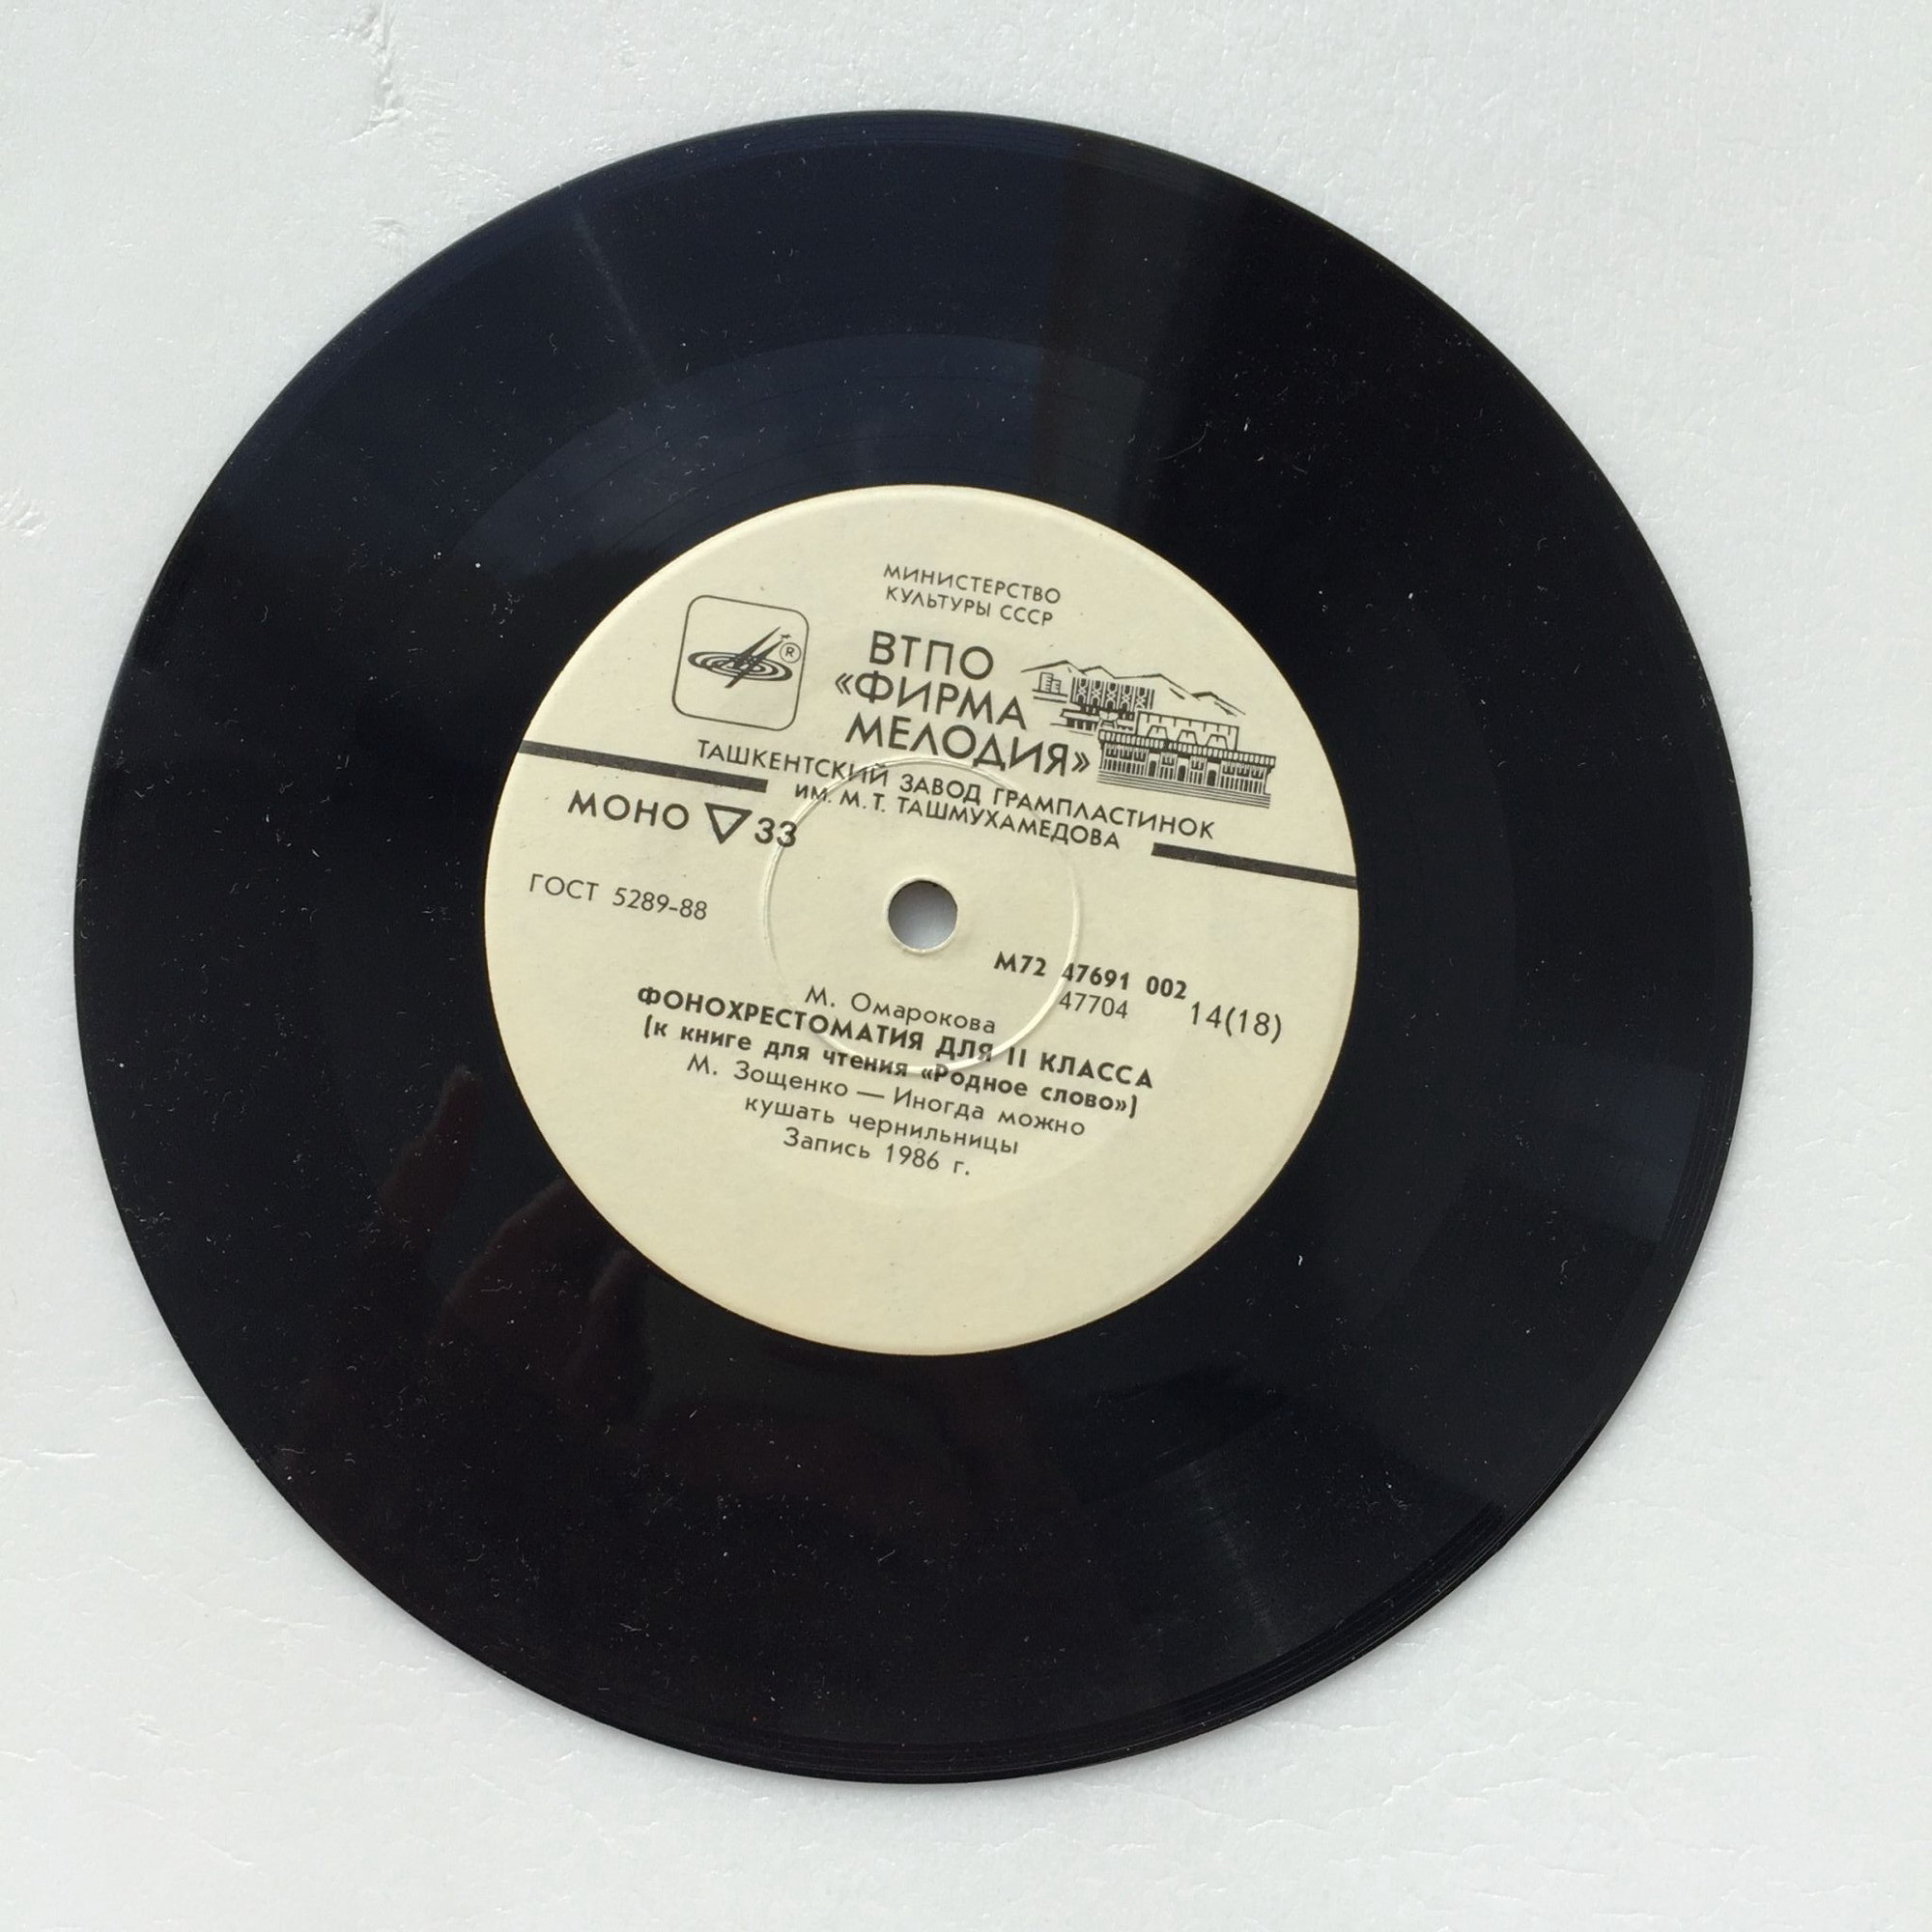 МИНИСТЕРСТВО
КУЛЬТУРЫ СССР
®
ВТПО
«ФИРМА
МЕЛОДИЯ»
ТАШКЕНТСКИЙ ЗАВОД ГРАМПЛАСТИНОК
ИМ. М.Т. ТАШМУХАМЕДОВА
МОНО ▽33
ГОСТ 5289-88
М72 47691 002
47704 14(18)
М. Омарокова
ФОНОХРЕСТОМАТИЯ ДЛЯ II КЛАССА
(к книге для чтения «Родное слово»)
М. Зощенко — Иногда можно
кушать чернильницы
Запись 1986 г.